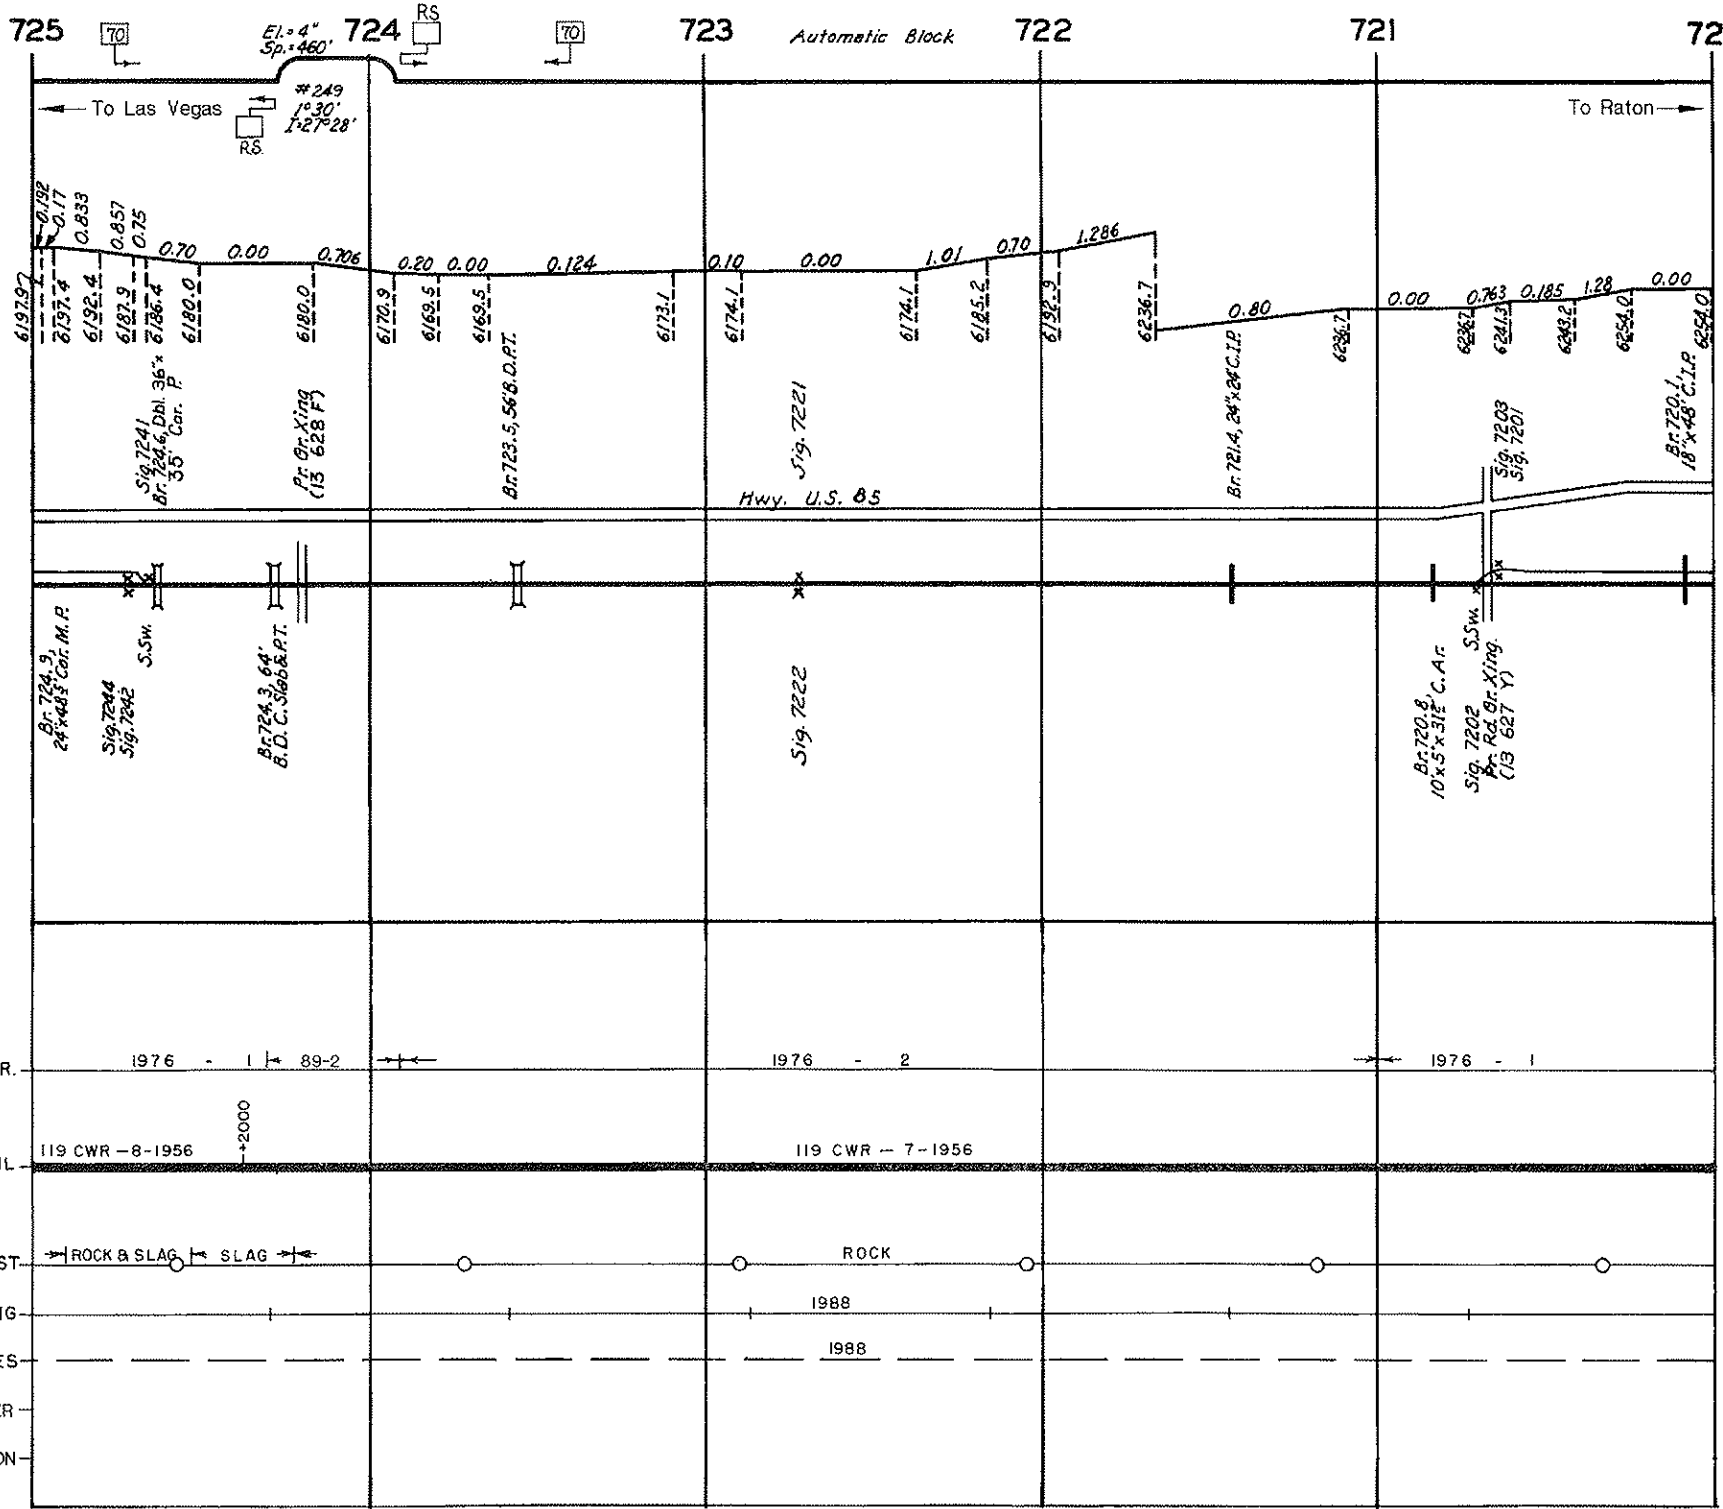 725
70
El.=4"
Sp.=460'
724
RS
70
Automatic Block
723
722
721
72
To Las Vegas
#249
1°30'
I=27°28'
RS
To Raton
0.192
0.17
0.833
0.857
0.75
0.70
0.00
0.706
0.20
0.00
0.124
0.10
0.00
1.01
0.70
1.286
0.80
0.00
0.763
0.185
1.28
0.00
6197.4
6192.4
6187.9
6186.4
6180.0
6180.0
6170.9
6169.5
6169.5
6173.1
6174.1
6174.1
6185.2
6192.9
6236.7
6236.7
6236.7
6241.3
6243.2
6254.0
6254.0
Sig. 7241
Br. 724.6, Dbl. 36"x
35' Cor. P.
Pr. Gr. Xing
(13 628 F)
Br. 723.5, 56' B.D.P.T.
Sig. 7221
Br. 721.4, 24"x24' C.I.P.
Sig. 7203
Sig. 7201
Br. 720.1,
18"x48' C.I.P.
Hwy. U.S. 85
Br. 724.9,
24"x48½' Cor. M.P.
Sig. 7244
Sig. 7242
S.Sw.
Br. 724.3, 64'
B.D.C. Slab & P.T.
Sig. 7222
Br. 720.8,
10'x5'x31½' C. Ar.
S.Sw.
Sig. 7202
Pr. Rd. Gr. Xing.
(13 627 Y)
R.
1976 - 1
89-2
1976 - 2
1976 - 1
+2000
IL
119 CWR - 8-1956
119 CWR - 7-1956
ST
ROCK & SLAG
SLAG
ROCK
IG
1988
ES
1988
ER
ON